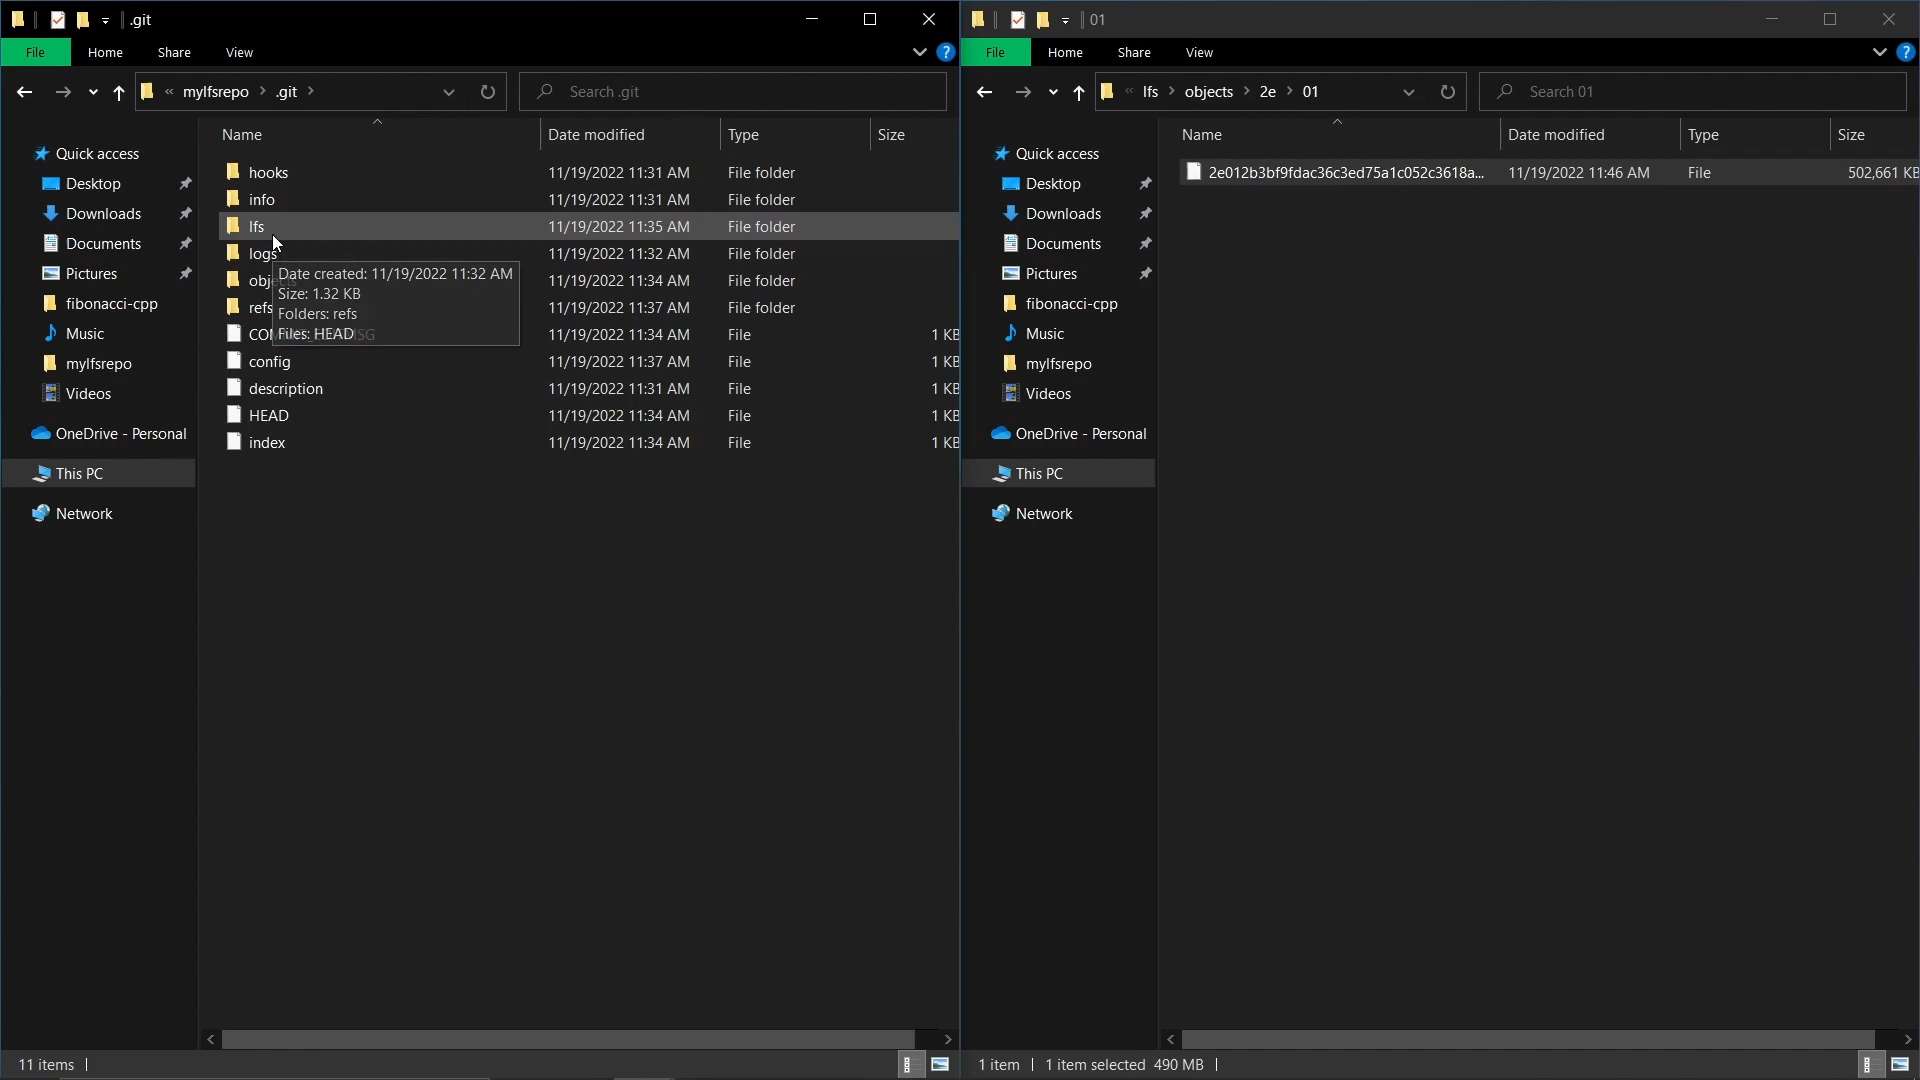 .git
File Home Share View
« mylfsrepo > .git >
Search .git
Name Date modified Type Size
Quick access
Desktop
Downloads
Documents
Pictures
fibonacci-cpp
Music
mylfsrepo
Videos
OneDrive - Personal
This PC
Network
hooks 11/19/2022 11:31 AM File folder
info 11/19/2022 11:31 AM File folder
lfs 11/19/2022 11:35 AM File folder
logs 11/19/2022 11:32 AM File folder
11/19/2022 11:34 AM File folder
refs 11/19/2022 11:37 AM File folder
11/19/2022 11:34 AM File 1 KB
config 11/19/2022 11:37 AM File 1 KB
description 11/19/2022 11:31 AM File 1 KB
HEAD 11/19/2022 11:34 AM File 1 KB
index 11/19/2022 11:34 AM File 1 KB
Date created: 11/19/2022 11:32 AM
Size: 1.32 KB
Folders: refs
Files: HEAD
11 items
01
File Home Share View
« lfs > objects > 2e > 01
Search 01
Name Date modified Type Size
Quick access
Desktop
Downloads
Documents
Pictures
fibonacci-cpp
Music
mylfsrepo
Videos
OneDrive - Personal
This PC
Network
2e012b3bf9fdac36c3ed75a1c052c3618a... 11/19/2022 11:46 AM File 502,661 KB
1 item 1 item selected 490 MB